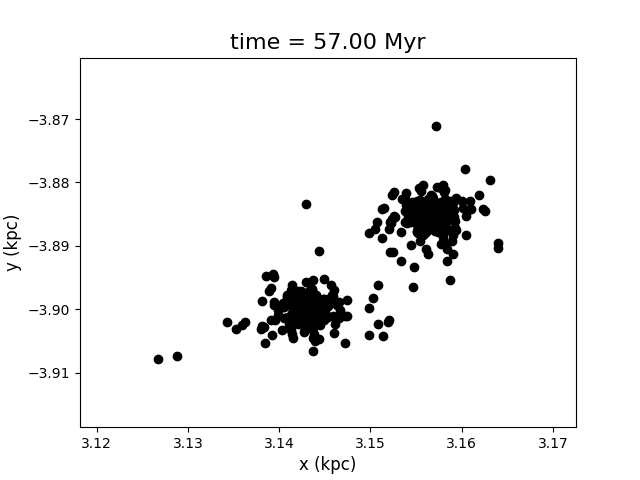 time = 57.00 Myr
−3.87
−3.88
−3.89
−3.90
−3.91
y (kpc)
3.12 3.13 3.14 3.15 3.16 3.17
x (kpc)